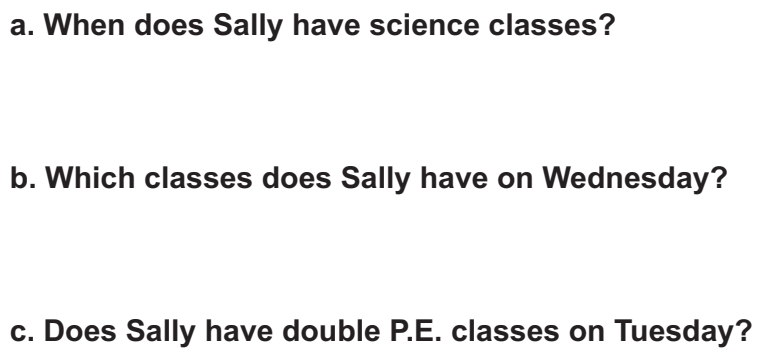 a. When does Sally have science classes?
b. Which classes does Sally have on Wednesday?
c. Does Sally have double P.E. classes on Tuesday?